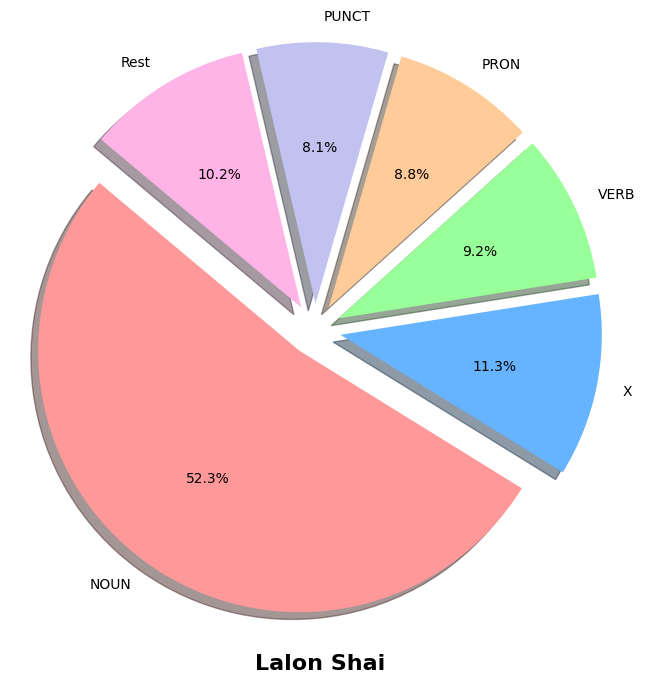 PUNCT
Rest
PRON
8.1%
10.2%
8.8%
VERB
9.2%
11.3%
X
52.3%
NOUN
Lalon Shai